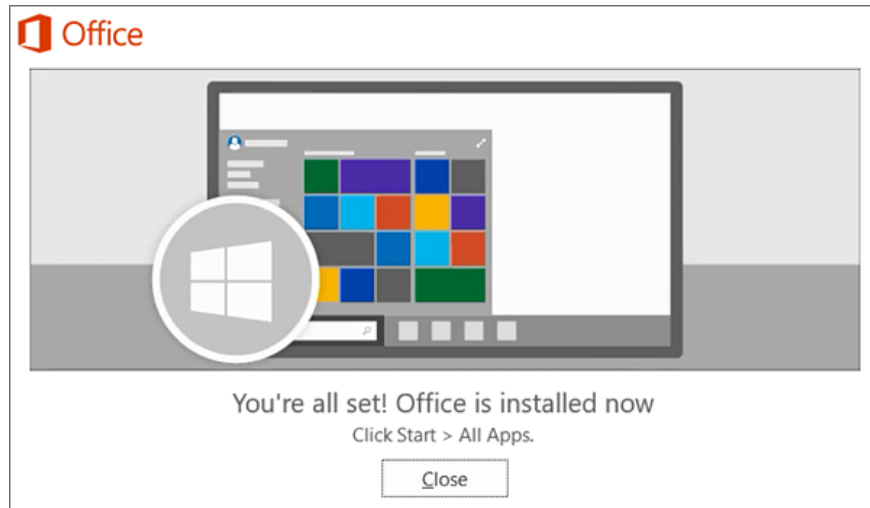 Office
You're all set! Office is installed now
Click Start > All Apps.
Close